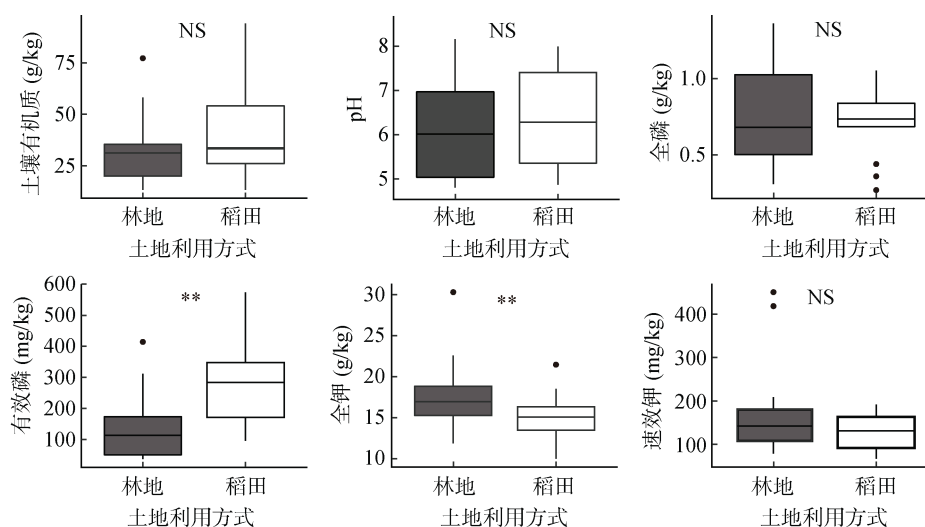 土壤有机质 (g/kg)
75
50
25
NS
林地
稻田
土地利用方式
pH
8
7
6
5
NS
林地
稻田
土地利用方式
全磷 (g/kg)
1.0
0.5
NS
林地
稻田
土地利用方式
有效磷 (mg/kg)
600
500
400
300
200
100
**
林地
稻田
土地利用方式
全钾 (g/kg)
30
25
20
15
10
**
林地
稻田
土地利用方式
速效钾 (mg/kg)
400
300
200
150
100
NS
林地
稻田
土地利用方式